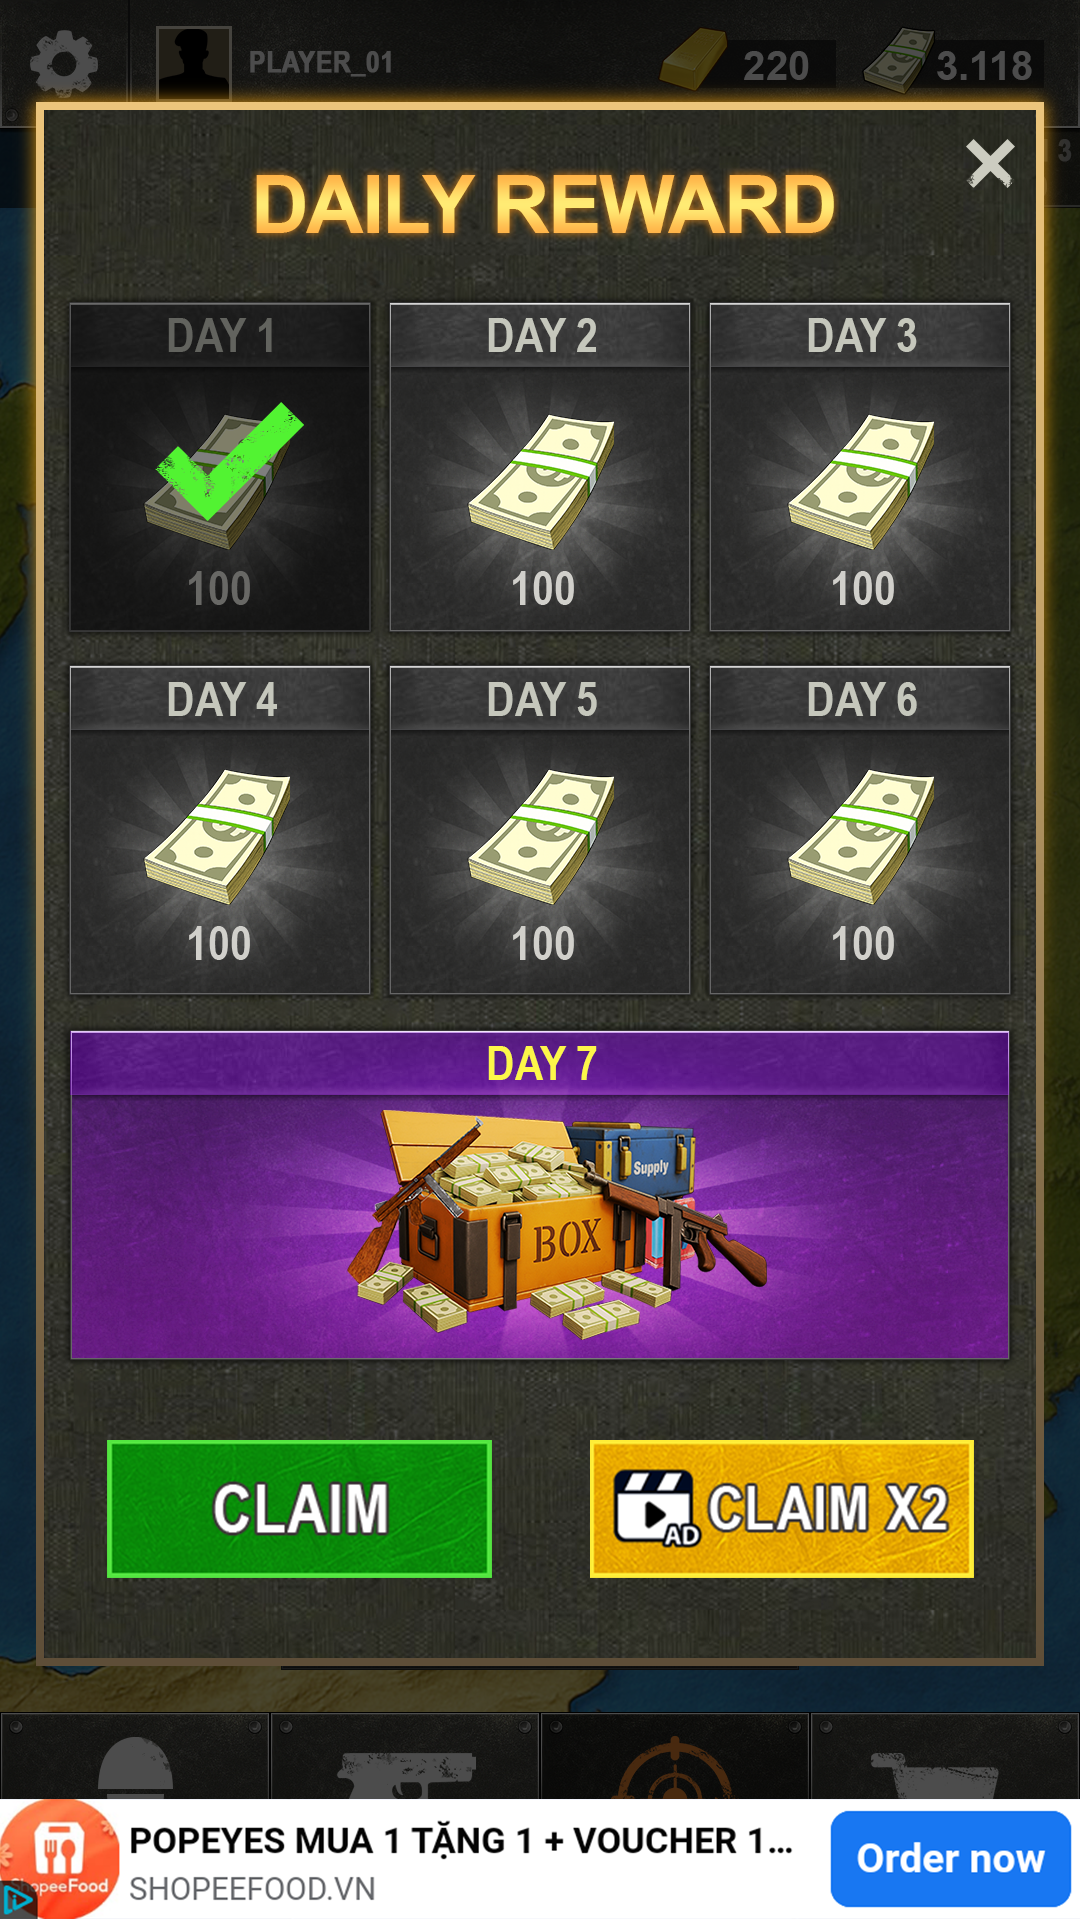 PLAYER_01
220
3.118
3
DAILY REWARD
DAY 1
DAY 2
DAY 3
100
100
100
DAY 4
DAY 5
DAY 6
100
100
100
DAY 7
Supply
BOX
CLAIM
AD
CLAIM X2
POPEYES MUA 1 TẶNG 1 + VOUCHER 1...
SHOPEEFOOD.VN
Order now